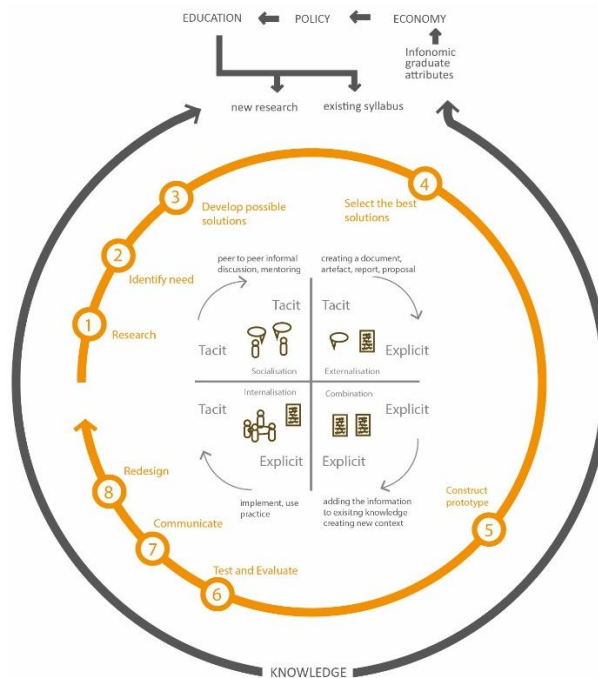 EDUCATION
POLICY
ECONOMY
Infonomic
graduate
attributes
new research
existing syllabus
3
4
Develop possible
solutions
Select the best
solutions
2
Identify need
peer to peer informal
discussion, mentoring
creating a document,
artefact, report, proposal
1
Research
Tacit
Tacit
Tacit
Explicit
Socialisation
Externalisation
Internalisation
Combination
Tacit
Explicit
Explicit
Explicit
8
Redesign
implement, use
practice
adding the information
to exisitng knowledge
creating new context
Construct
prototype
5
7
Communicate
6
Test and Evaluate
KNOWLEDGE